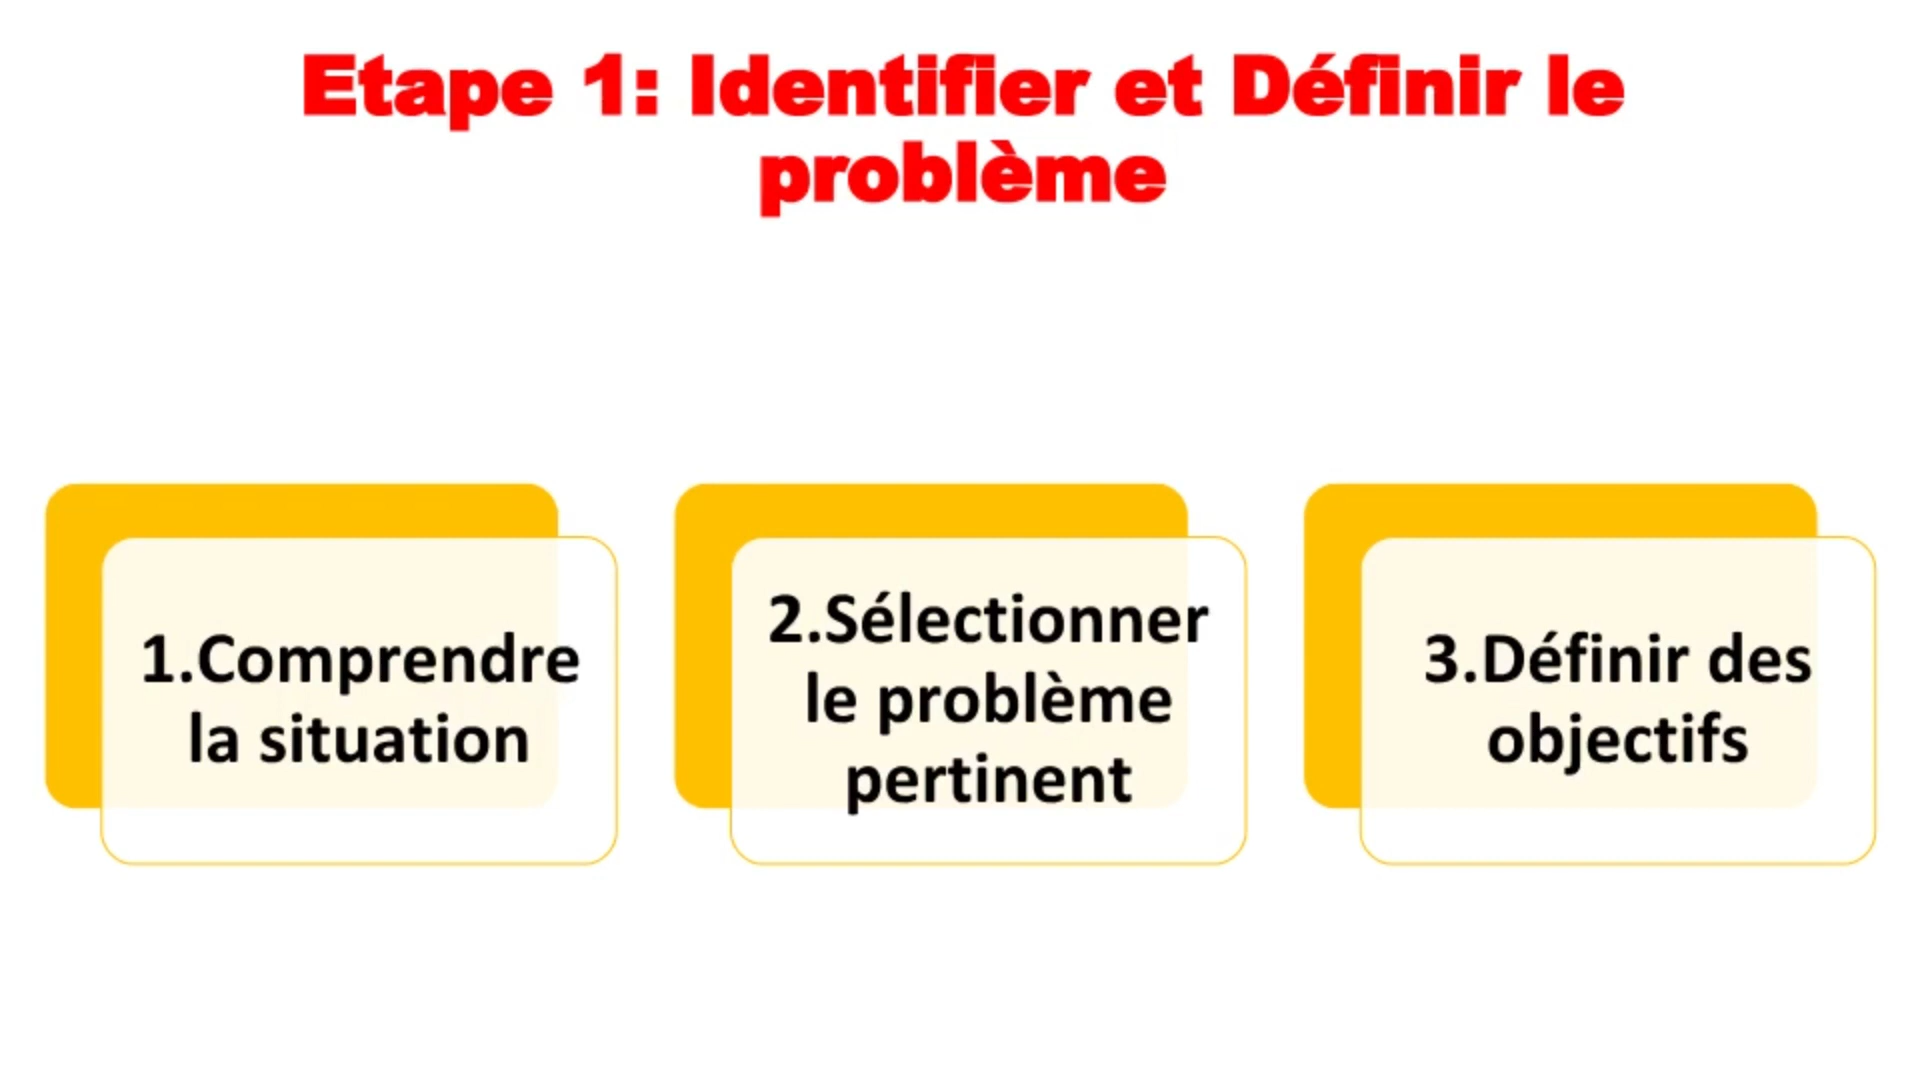 Etape 1: Identifier et Définir le
problème
1.Comprendre
la situation
2.Sélectionner
le problème
pertinent
3.Définir des
objectifs